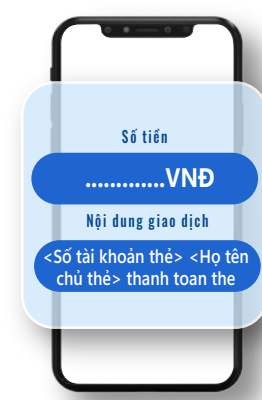 Số tiền
.............VNĐ
Nội dung giao dịch
<Số tài khoản thẻ> <Họ tên
chủ thẻ> thanh toan the